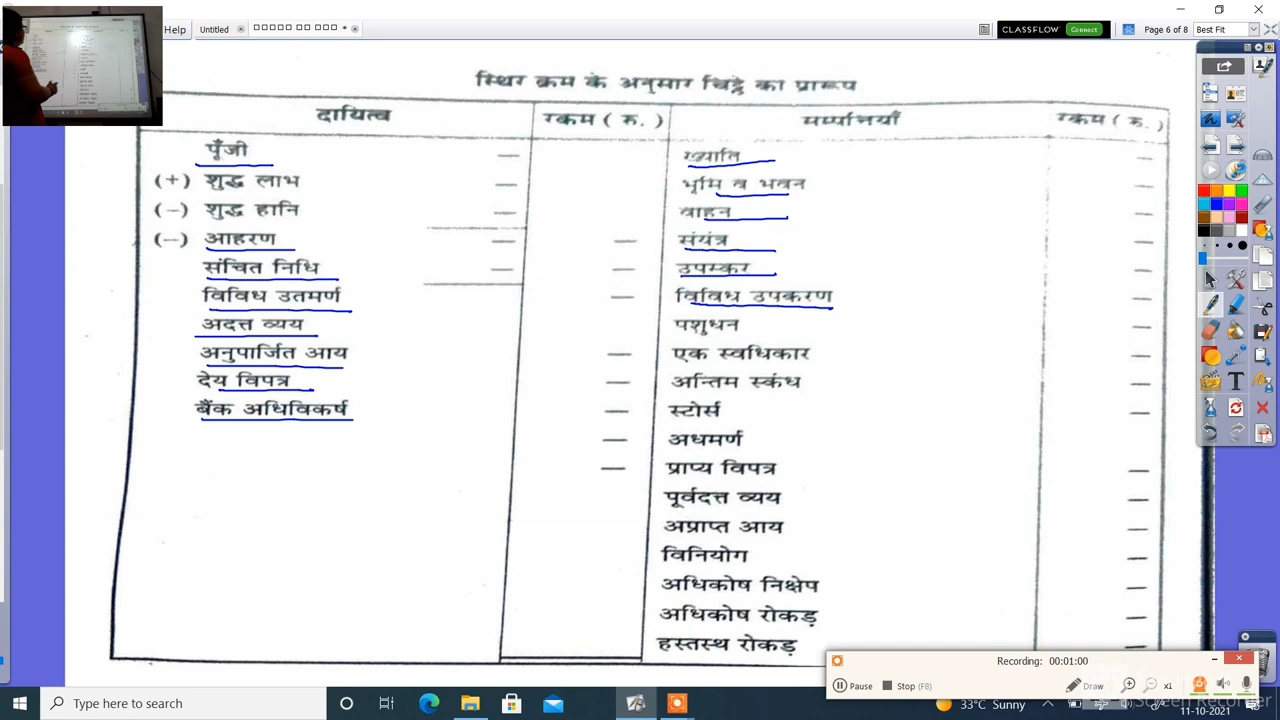 Help Untitled CLASSFLOW Connect Page 6 of 8 Best Fit
स्थिर क्रम के अनुसार चिट्ठे का प्रारूप
दायित्व रकम ( रु. ) सम्पत्तियाँ रकम ( रु. )
पूँजी — ख्याति —
(+) शुद्ध लाभ — भूमि व भवन —
(−) शुद्ध हानि — वाहन —
(−) आहरण — — संयंत्र —
संचित निधि — — उपस्कर —
विविध उतमर्ण — विविध उपकरण —
अदत्त व्यय पशुधन —
अनुपार्जित आय — एक स्वधिकार —
देय विपत्र — अन्तिम स्कंध —
बैंक अधिविकर्ष — स्टोर्स —
— अधमर्ण
— प्राप्य विपत्र —
पूर्वदत्त व्यय —
अप्राप्त आय —
विनियोग —
अधिकोष निक्षेप —
अधिकोष रोकड़ —
हस्तस्थ रोकड़ —
Recording: 00:01:00
Pause Stop (F8) Draw x1
Type here to search 33°C Sunny 11-10-2021
Screen Recorder